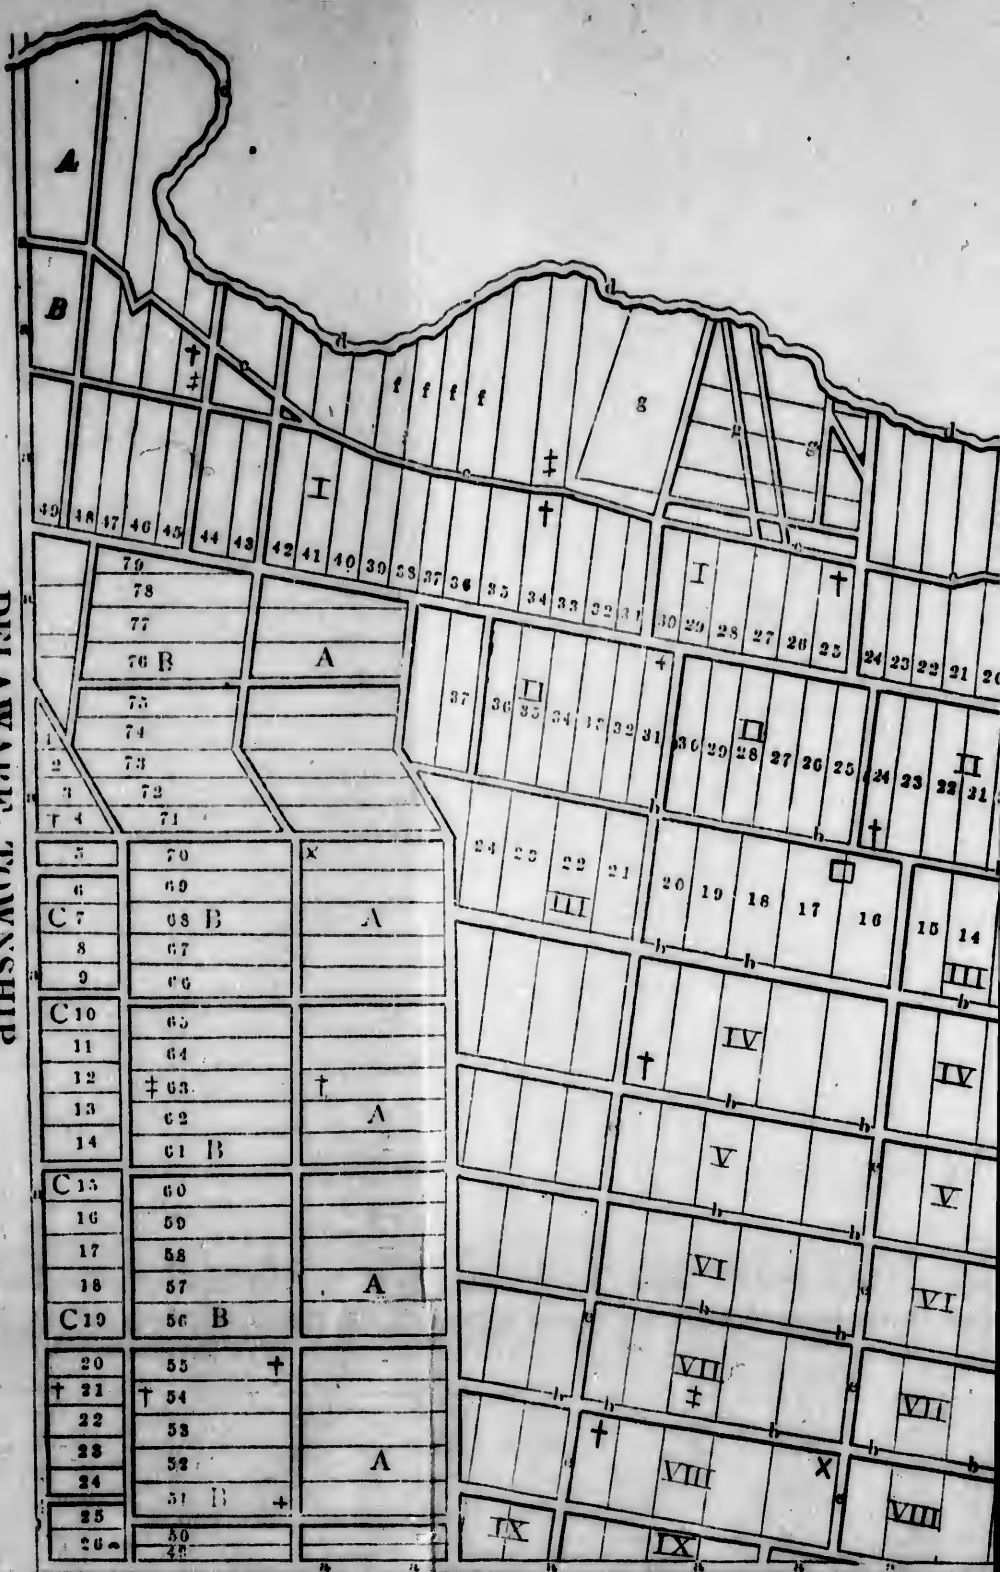 A
B
d
d
d
c
c
f f f f
g
g
g
† ‡
‡
†
†
I
I
49 48 47 46 45 44 43 42 41 40 39 38 37 36 35 34 33 32 31 30 29 28 27 26 25 24 23 22 21 20
79
78
77
76 B A
75
74
73
72
71
1
2
3
† 4
37 36 35 34 33 32 31 30 29 28 27 26 25 24 23 22 21
II II II
h h
24 23 22 21 20 19 18 17 16 15 14
III III
h h h
5 70 x
6 69
C 7 68 B A
8 67
9 66
C 10 65
11 64
12 ‡ 63 †
13 62 A
14 61 B
C 15 60
16 59
17 58
18 57 A
C 19 56 B
20 55 †
† 21 † 54
22 53
23 52 A
24 51 B +
25 50
26 49
† IV IV
h h
V V
h h
VI VI
h h
VII VII
‡
h h h h h
† VIII X VIII
IX IX
DELAWARE TOWNSHIP